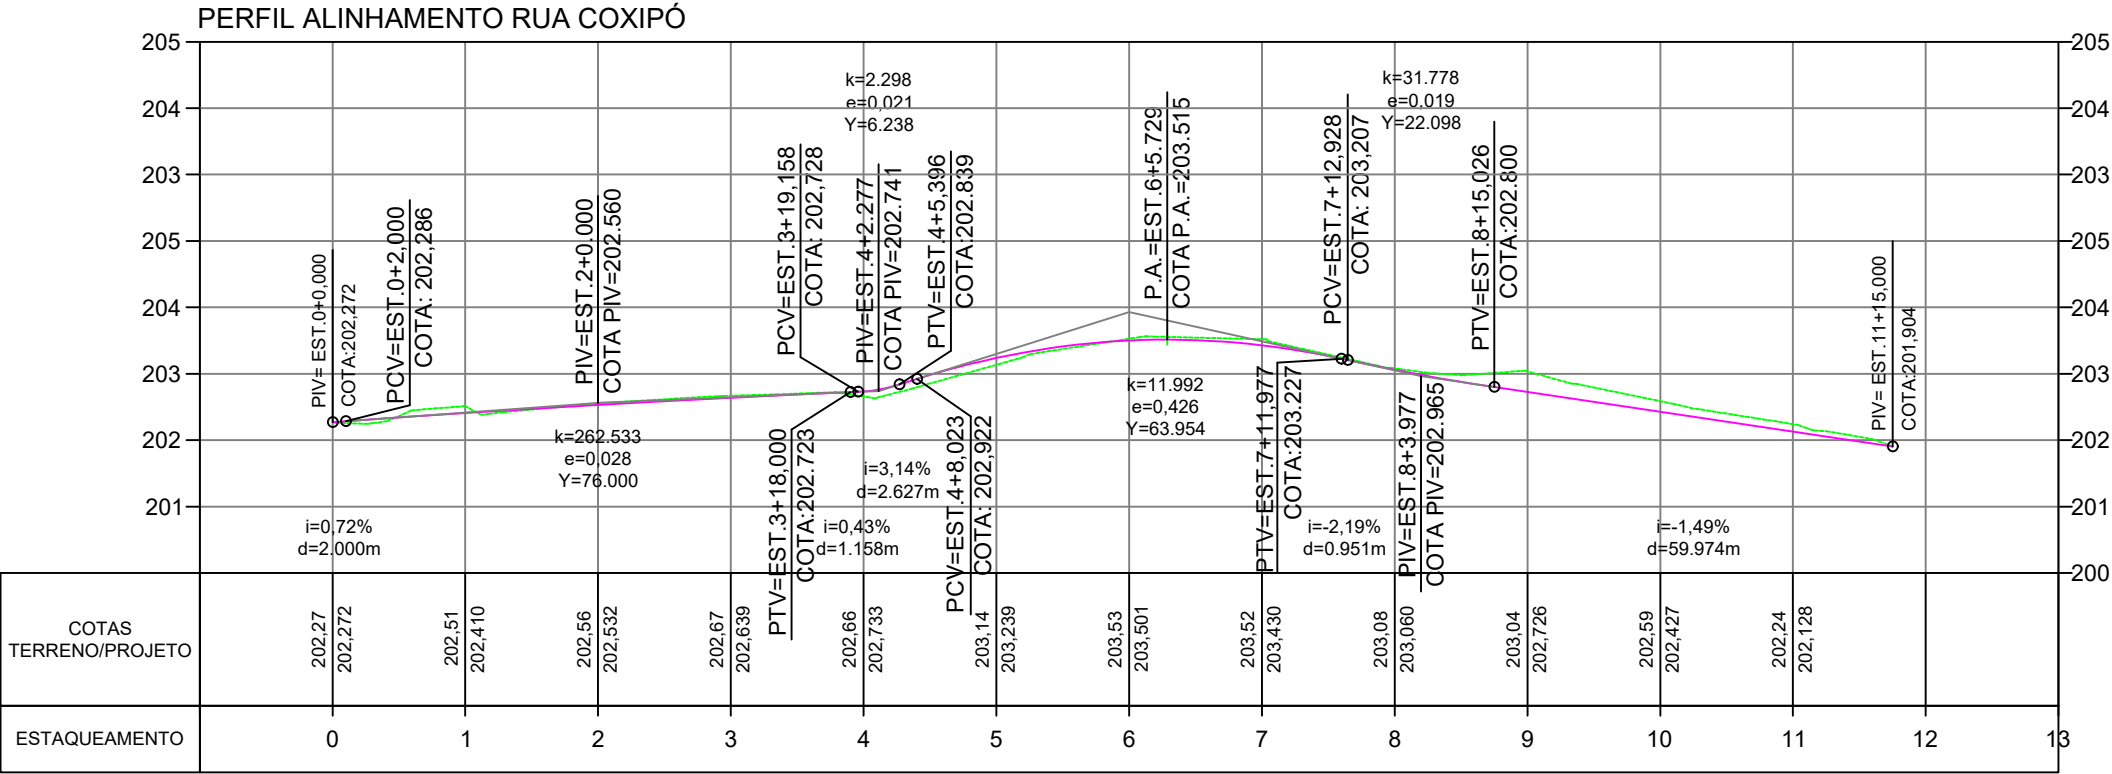 PERFIL ALINHAMENTO RUA COXIPÓ
205
204
203
205
204
203
202
201
205
204
203
205
204
203
202
201
200
PIV= EST.0+0,000
COTA:202,272
PCV=EST.0+2,000
COTA: 202,286
PIV=EST.2+0.000
COTA PIV=202.560
k=262.533
e=0,028
Y=76.000
i=0,72%
d=2.000m
k=2.298
e=0,021
Y=6.238
PCV=EST.3+19,158
COTA: 202,728
PIV=EST.4+2.277
COTA PIV=202.741
PTV=EST.4+5,396
COTA:202.839
PTV=EST.3+18,000
COTA:202.723
i=3,14%
d=2.627m
i=0,43%
d=1.158m
PCV=EST.4+8,023
COTA: 202,922
P.A.=EST.6+5.729
COTA P.A.=203.515
k=11.992
e=0,426
Y=63.954
k=31.778
e=0,019
Y=22.098
PCV=EST.7+12,928
COTA: 203,207
PTV=EST.8+15,026
COTA:202.800
PTV=EST.7+11,977
COTA:203.227
i=-2,19%
d=0.951m
PIV=EST.8+3.977
COTA PIV=202.965
i=-1,49%
d=59.974m
PIV= EST.11+15,000
COTA:201,904
COTAS
TERRENO/PROJETO
202,27
202,272
202,51
202,410
202,56
202,532
202,67
202,639
202,66
202,733
203,14
203,239
203,53
203,501
203,52
203,430
203,08
203,060
203,04
202,726
202,59
202,427
202,24
202,128
ESTAQUEAMENTO 0 1 2 3 4 5 6 7 8 9 10 11 12 13